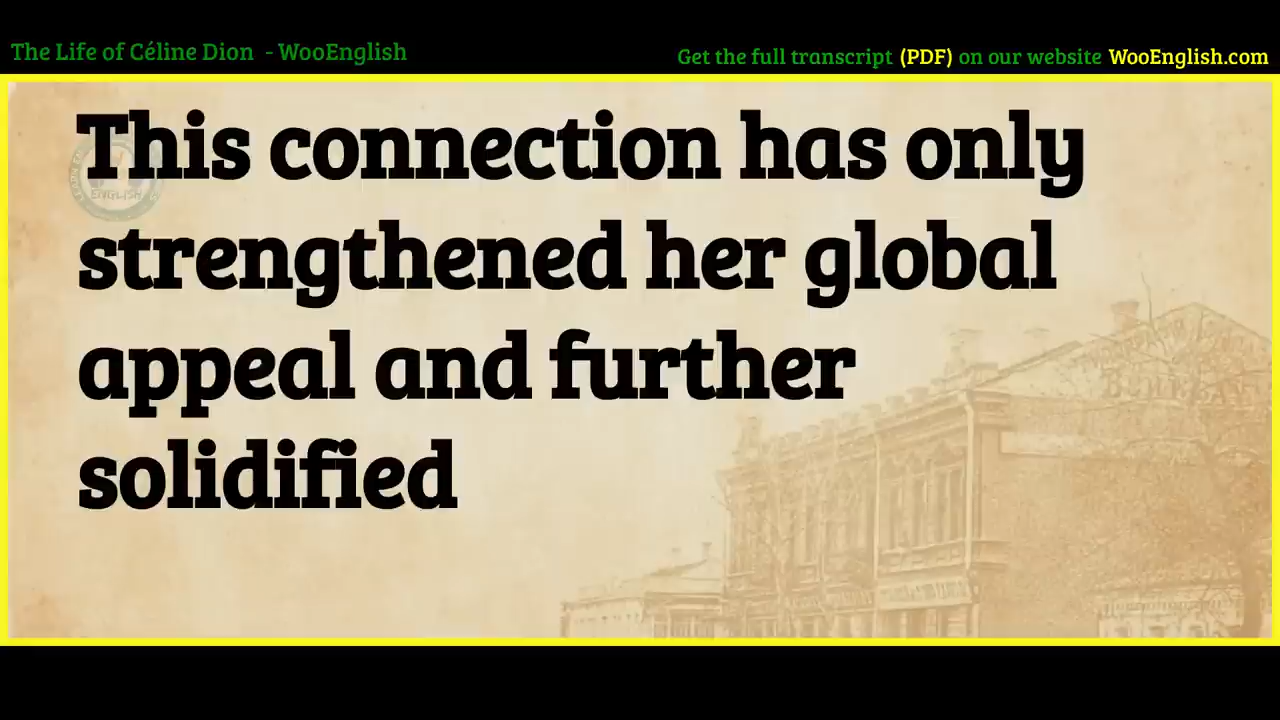 The Life of Céline Dion - WooEnglish
Get the full transcript (PDF) on our website WooEnglish.com
This connection has only
strengthened her global
appeal and further
solidified
ENGLISH